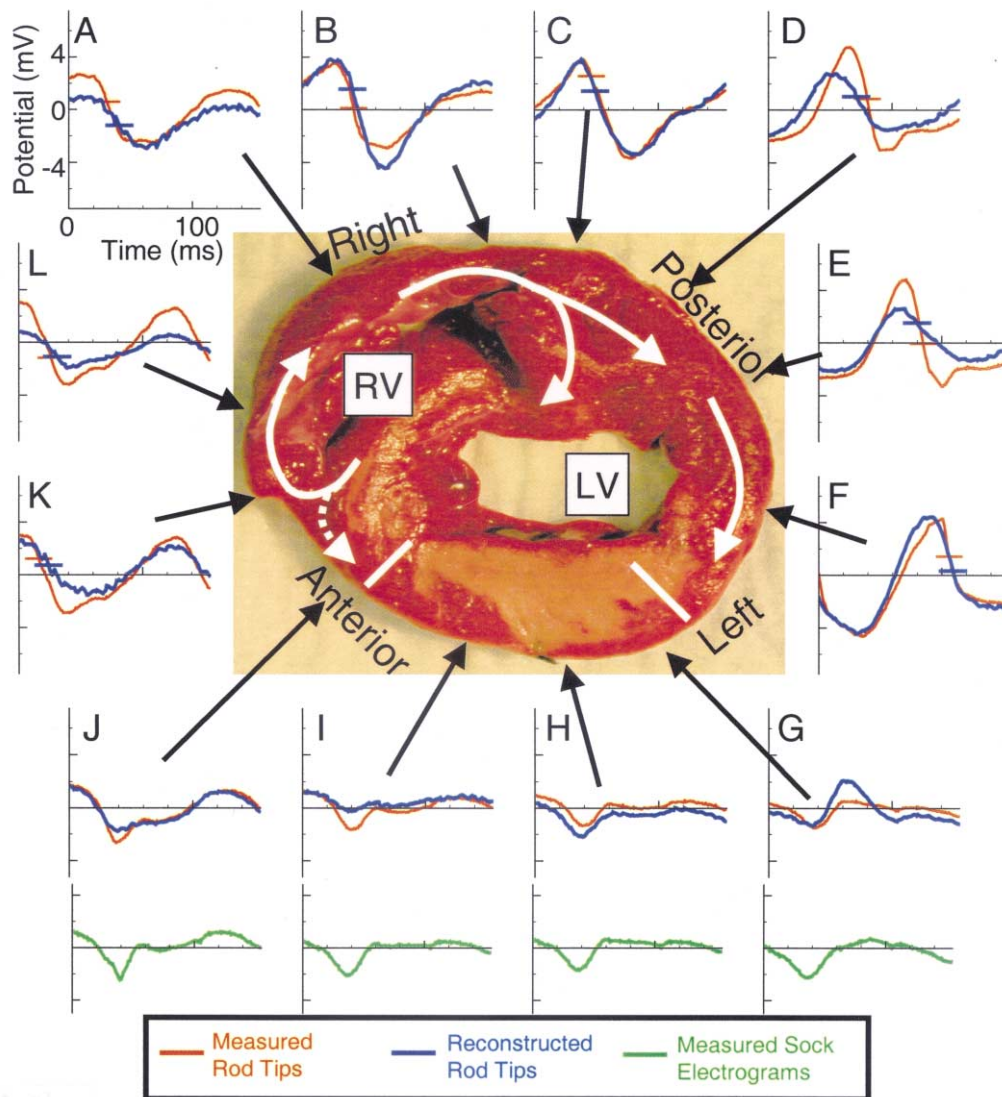 A
B
C
D
Potential (mV)
4
0
-4
0
100
Time (ms)
Right
Posterior
L
E
RV
LV
K
F
Anterior
Left
J
I
H
G
Measured
Rod Tips
Reconstructed
Rod Tips
Measured Sock
Electrograms